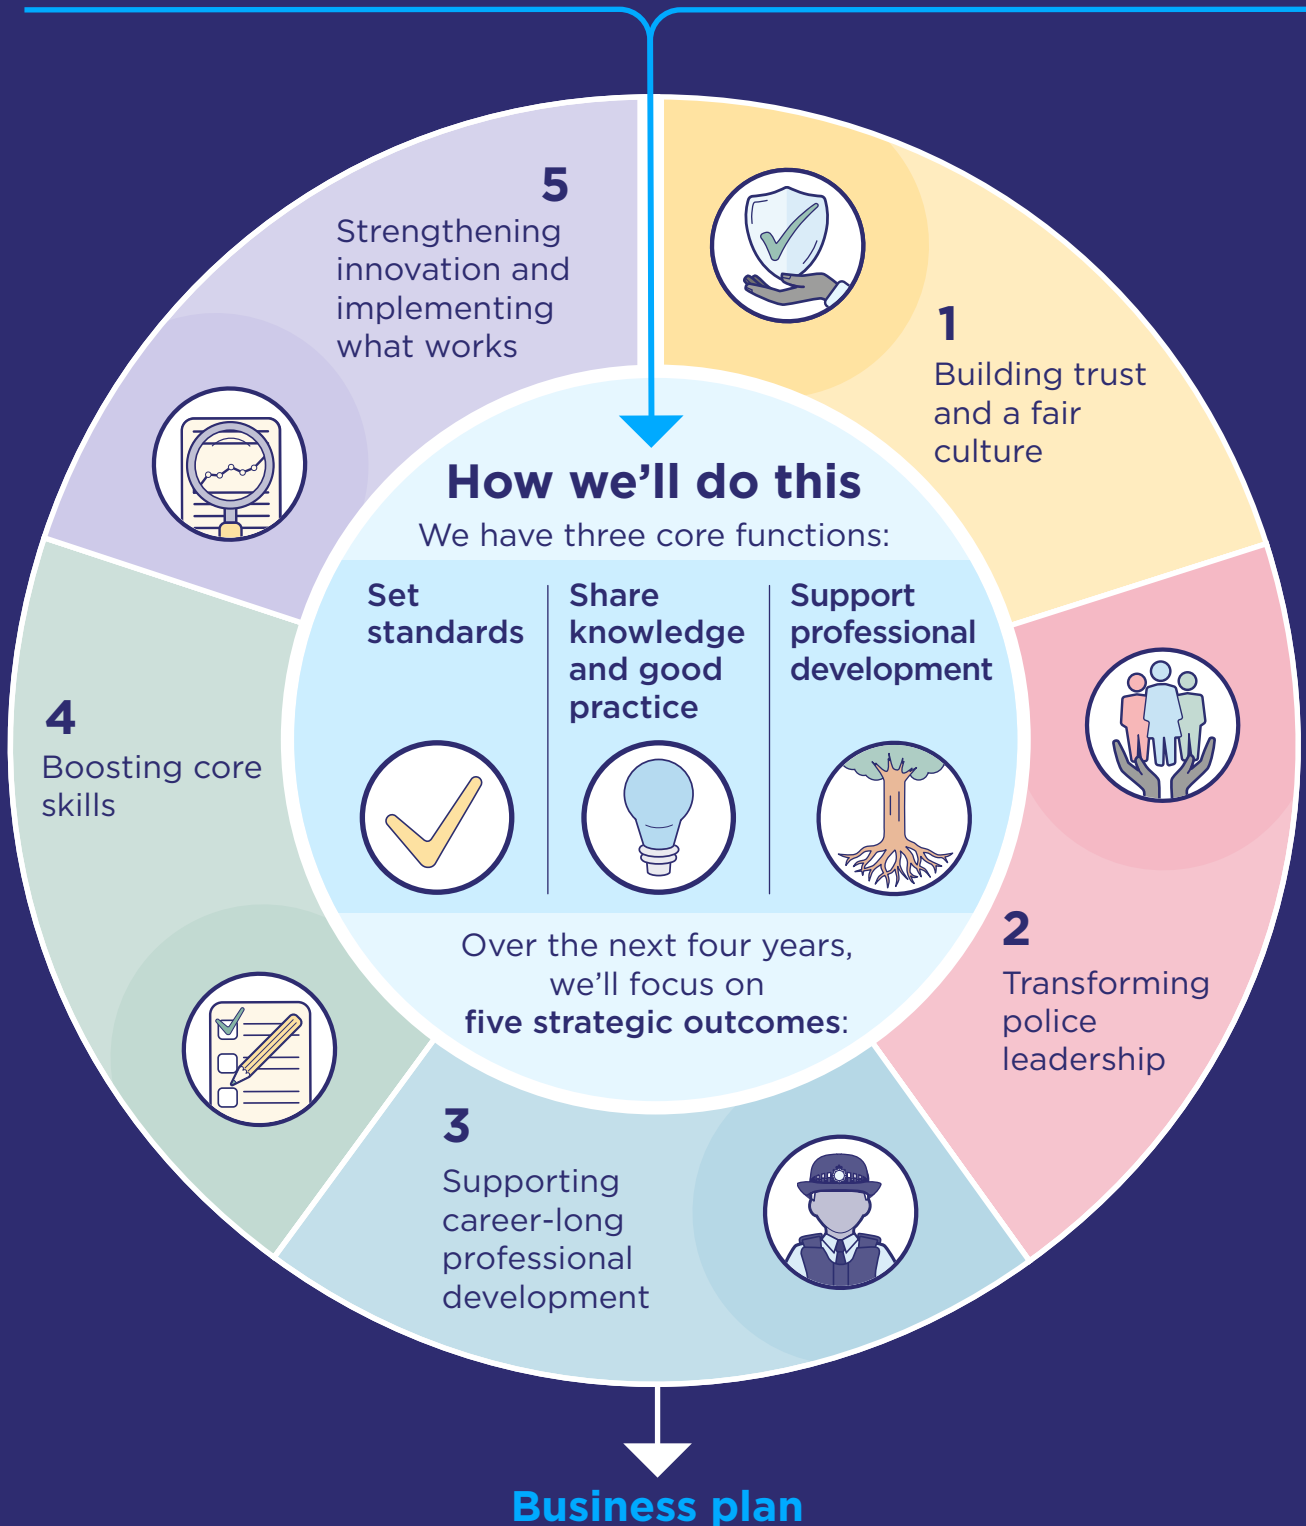 How we’ll do this
We have three core functions:
Set
standards
Share
knowledge
and good
practice
Support
professional
development
Over the next four years,
we’ll focus on
five strategic outcomes:
1
Building trust
and a fair
culture
2
Transforming
police
leadership
3
Supporting
career-long
professional
development
4
Boosting core
skills
5
Strengthening
innovation and
implementing
what works
Business plan